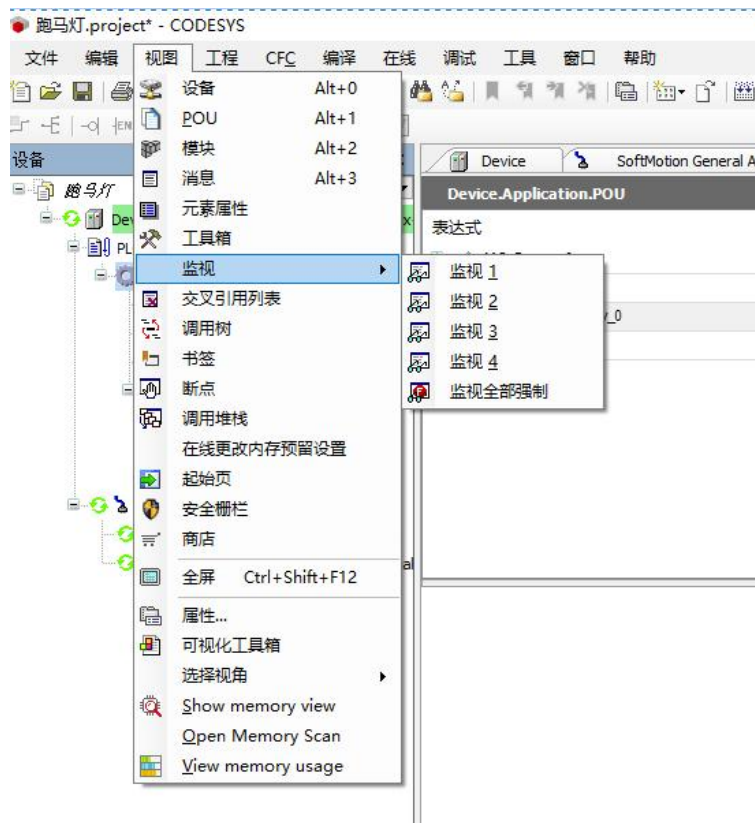 跑马灯.project* - CODESYS
文件 编辑 视图 工程 CFC 编译 在线 调试 工具 窗口 帮助
设备
跑马灯
Dev
PL
设备 Alt+0
POU Alt+1
模块 Alt+2
消息 Alt+3
元素属性
工具箱
监视
交叉引用列表
调用树
书签
断点
调用堆栈
在线更改内存预留设置
起始页
安全栅栏
商店
全屏 Ctrl+Shift+F12
属性...
可视化工具箱
选择视角
Show memory view
Open Memory Scan
View memory usage
监视 1
监视 2
监视 3
监视 4
监视全部强制
Device SoftMotion General A
Device.Application.POU
表达式
_0